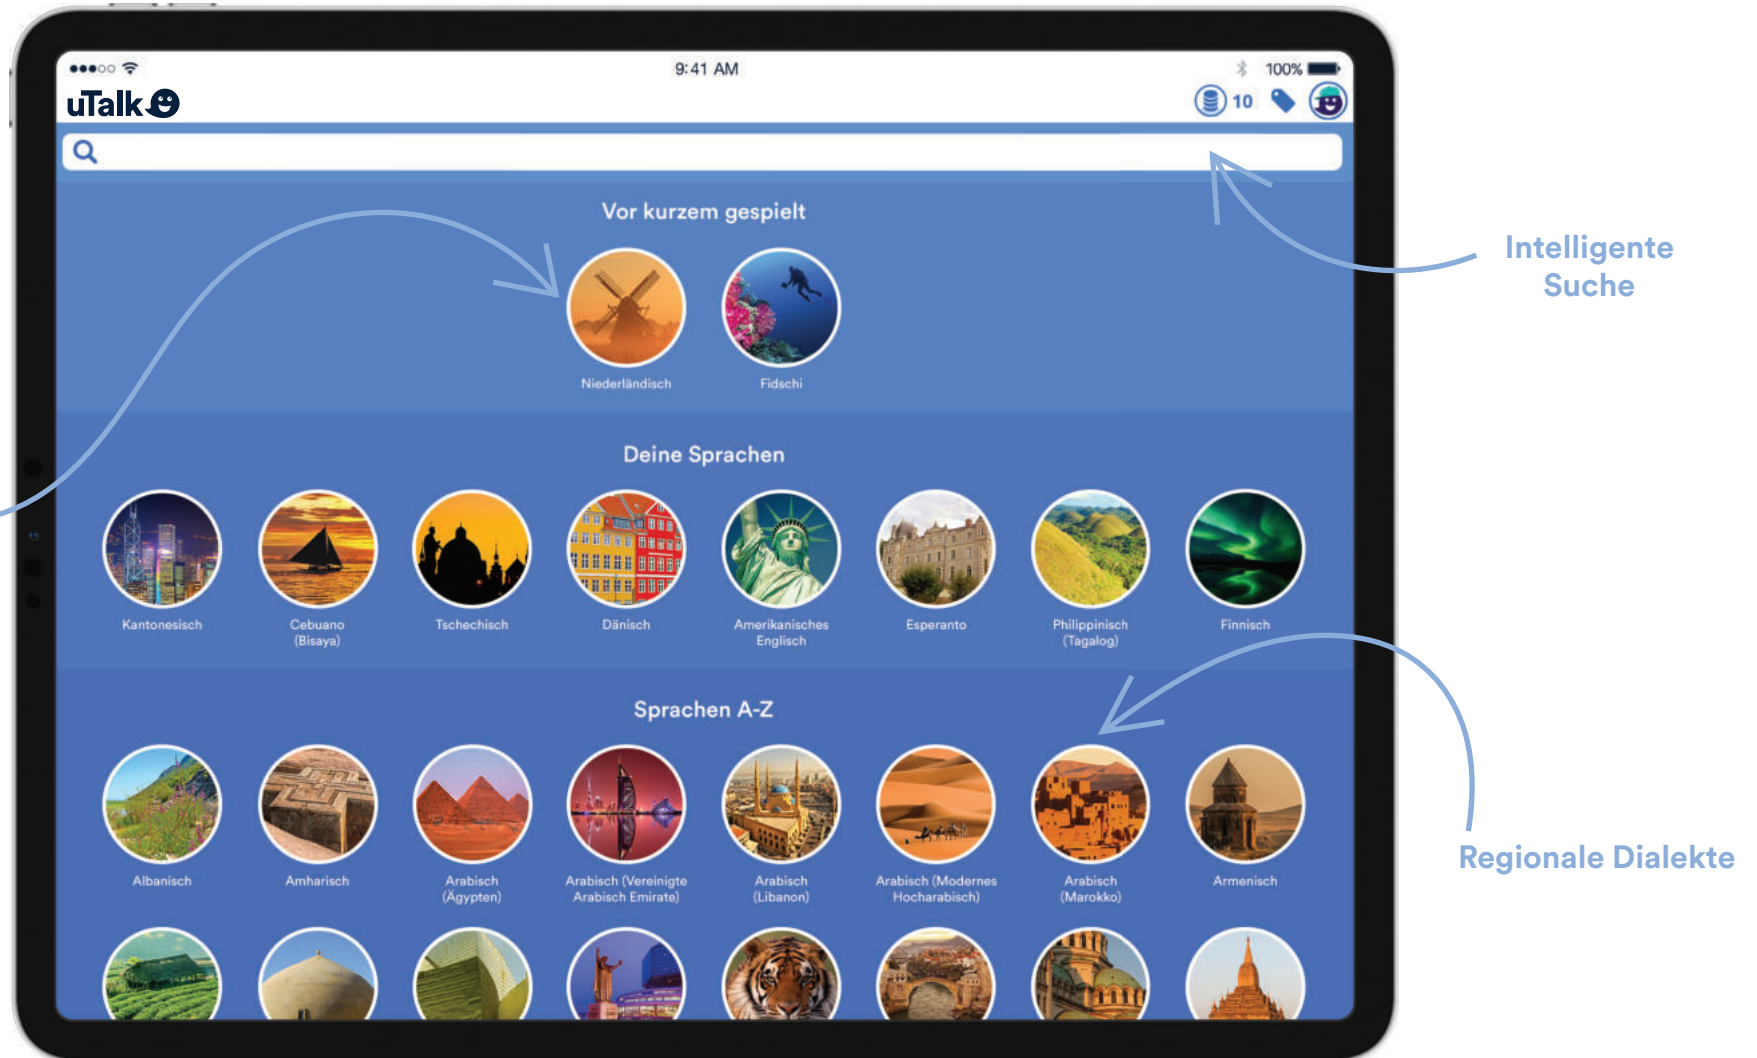 9:41 AM
100%
uTalk
10
Vor kurzem gespielt
Niederländisch
Fidschi
Intelligente
Suche
Deine Sprachen
Kantonesisch
Cebuano
(Bisaya)
Tschechisch
Dänisch
Amerikanisches
Englisch
Esperanto
Philippinisch
(Tagalog)
Finnisch
Sprachen A-Z
Albanisch
Amharisch
Arabisch
(Ägypten)
Arabisch (Vereinigte
Arabisch Emirate)
Arabisch
(Libanon)
Arabisch (Modernes
Hocharabisch)
Arabisch
(Marokko)
Armenisch
Regionale Dialekte